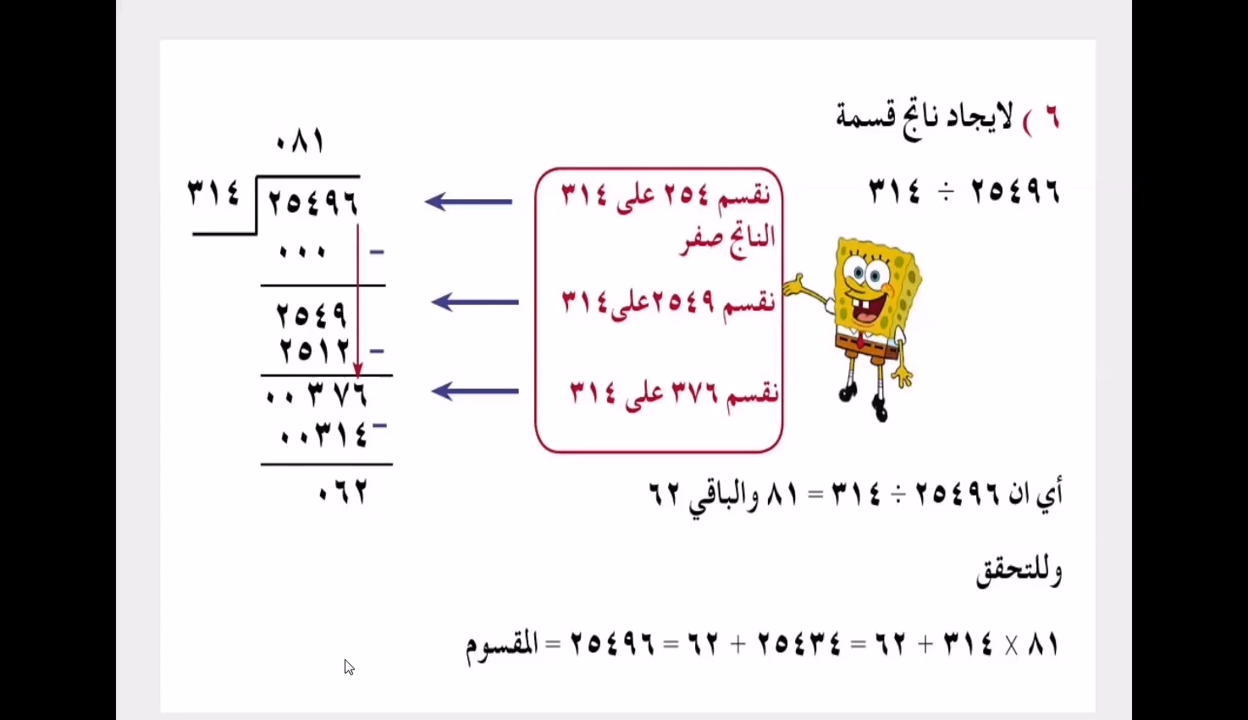 ٦ ) لايجاد ناتج قسمة
٢٥٤٩٦ ÷ ٣١٤
نقسم ٢٥٤ على ٣١٤
الناتج صفر
نقسم ٢٥٤٩على٣١٤
نقسم ٣٧٦ على ٣١٤
٠٨١
٣١٤ ٢٥٤٩٦
٠٠٠ −
٢٥٤٩
٢٥١٢ −
٠٠٣٧٦
٠٠٣١٤ −
٠٦٢
أي ان ٢٥٤٩٦ ÷ ٣١٤ = ٨١ والباقي ٦٢
وللتحقق
٨١ × ٣١٤ + ٦٢ = ٢٥٤٣٤ + ٦٢ = ٢٥٤٩٦ = المقسوم